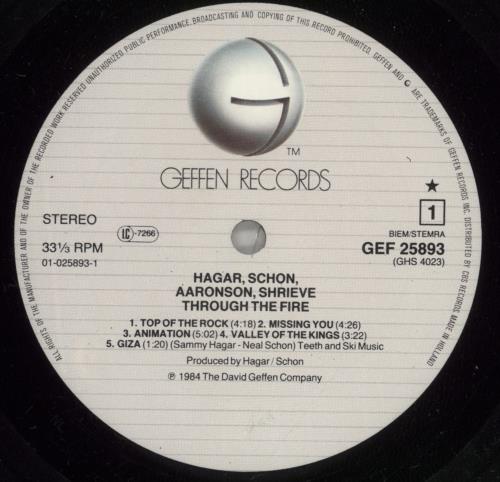 ALL RIGHTS OF THE MANUFACTURER AND OF THE OWNER OF THE RECORDED WORK RESERVED UNAUTHORIZED PUBLIC PERFORMANCE, BROADCASTING AND COPYING OF THIS RECORD PROHIBITED. GEFFEN AND G ARE TRADEMARKS OF GEFFEN RECORDS INC. DISTRIBUTED BY CBS RECORDS MADE IN HOLLAND
TM
GEFFEN RECORDS
STEREO
33⅓ RPM
01-025893-1
LC-7266
★
1
BIEM/STEMRA
GEF 25893
(GHS 4023)
HAGAR, SCHON,
AARONSON, SHRIEVE
THROUGH THE FIRE
1. TOP OF THE ROCK (4:18) 2. MISSING YOU (4:26)
3. ANIMATION (5:02) 4. VALLEY OF THE KINGS (3:22)
5. GIZA (1:20) (Sammy Hagar - Neal Schon) Teeth and Ski Music
Produced by Hagar / Schon
℗ 1984 The David Geffen Company